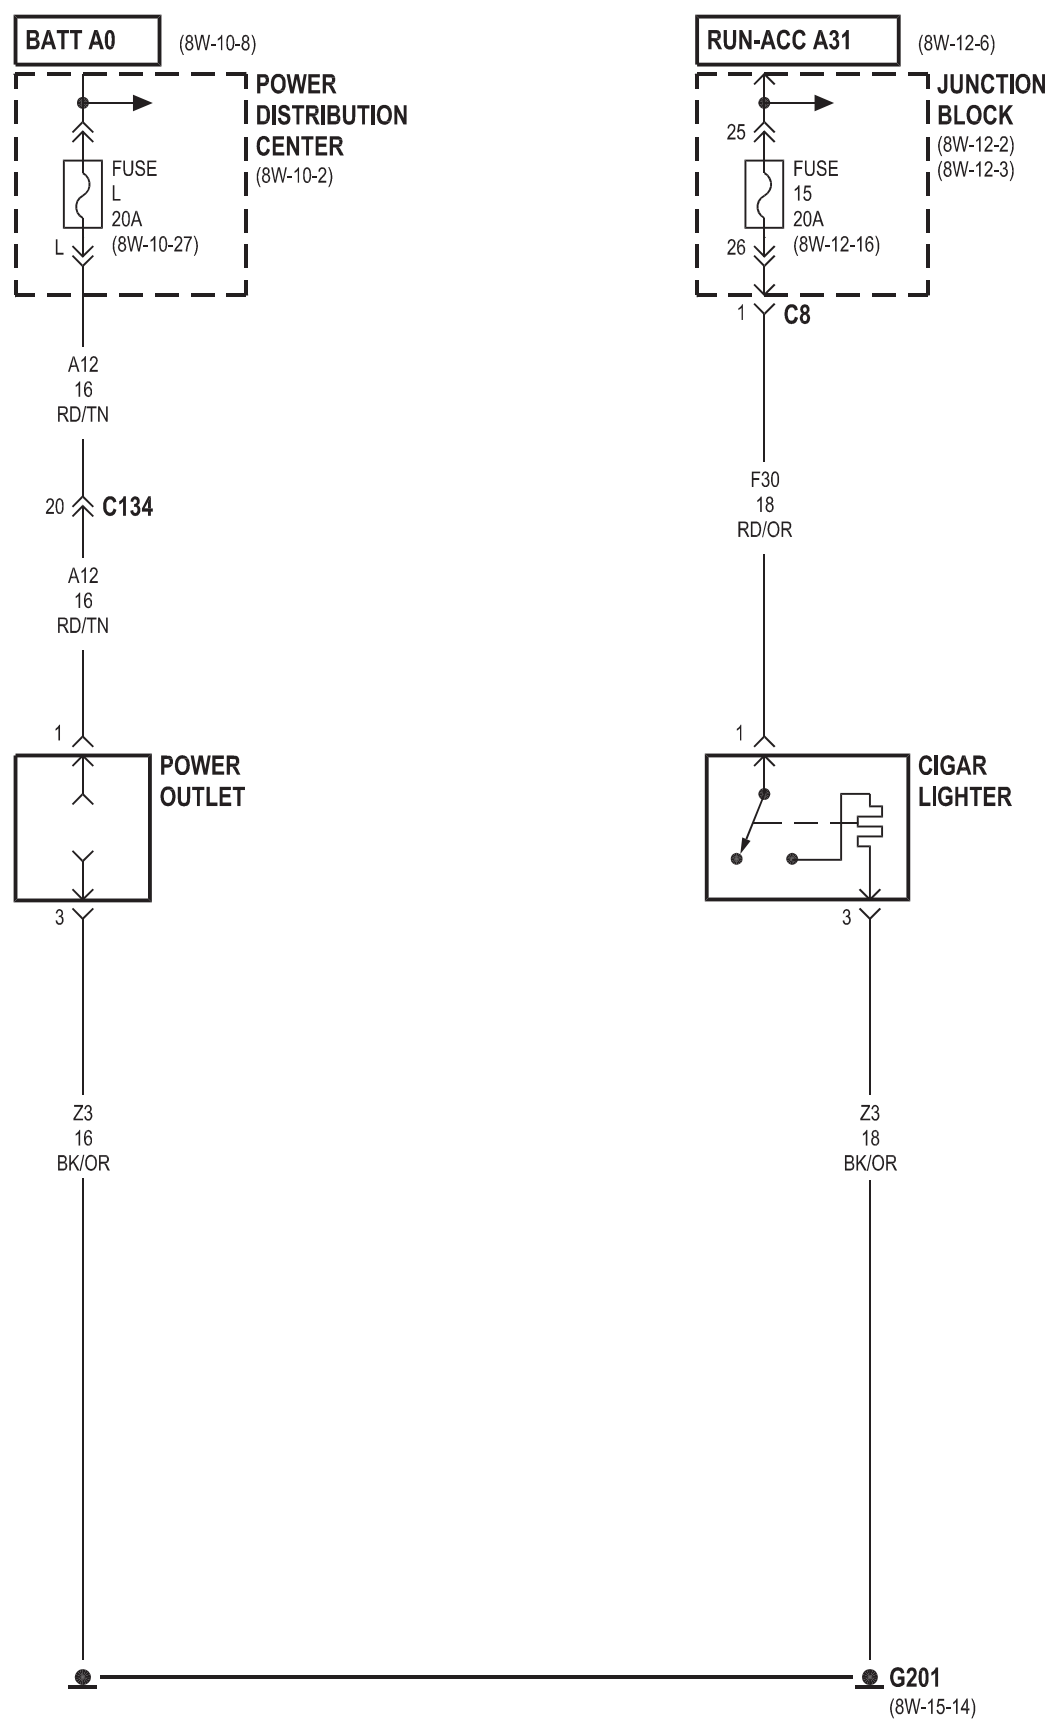 BATT A0
(8W-10-8)
POWER
DISTRIBUTION
CENTER
(8W-10-2)
FUSE
L
20A
(8W-10-27)
L
A12
16
RD/TN
20
C134
A12
16
RD/TN
1
POWER
OUTLET
3
Z3
16
BK/OR
RUN-ACC A31
(8W-12-6)
JUNCTION
BLOCK
(8W-12-2)
(8W-12-3)
25
FUSE
15
20A
(8W-12-16)
26
1
C8
F30
18
RD/OR
1
CIGAR
LIGHTER
3
Z3
18
BK/OR
G201
(8W-15-14)